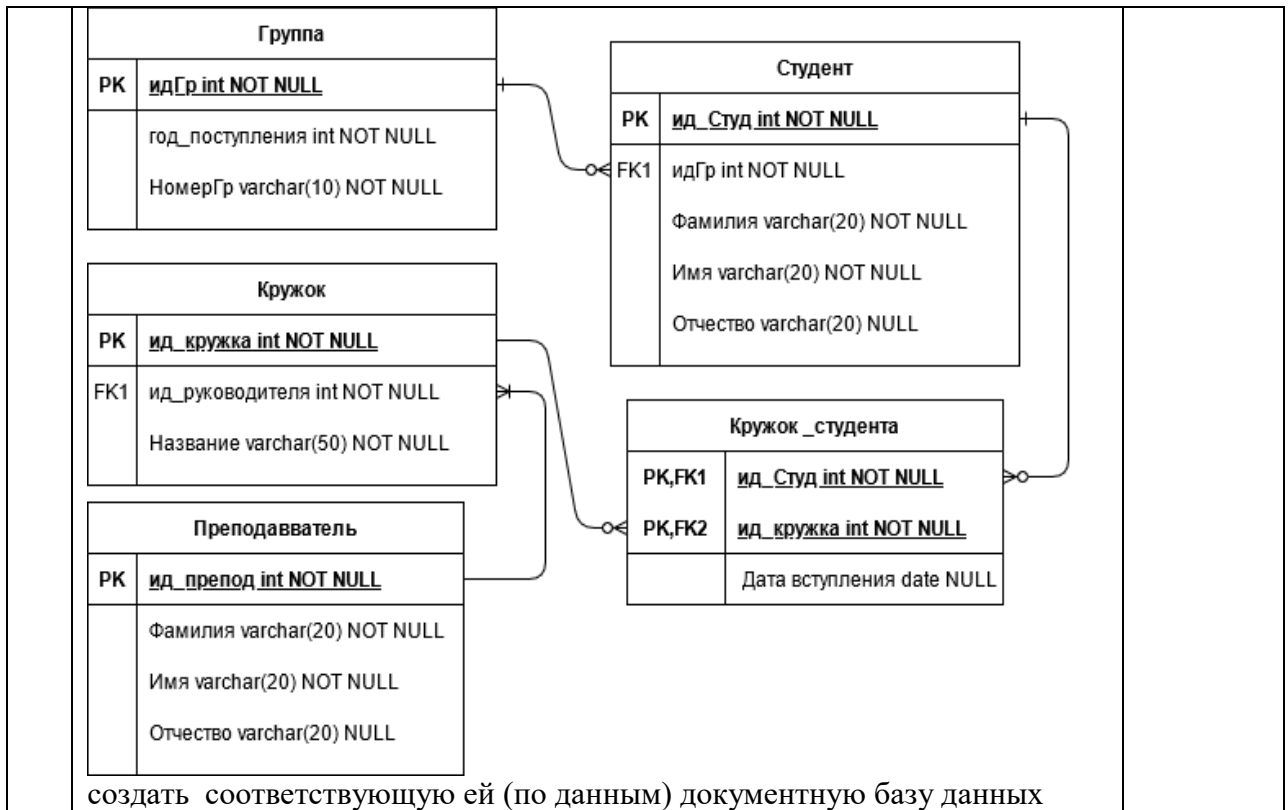 Группа
PK идГр int NOT NULL
год_поступления int NOT NULL
НомерГр varchar(10) NOT NULL
Студент
PK ид_Студ int NOT NULL
FK1 идГр int NOT NULL
Фамилия varchar(20) NOT NULL
Имя varchar(20) NOT NULL
Отчество varchar(20) NULL
Кружок
PK ид_кружка int NOT NULL
FK1 ид_руководителя int NOT NULL
Название varchar(50) NOT NULL
Кружок _студента
PK,FK1 ид_Студ int NOT NULL
PK,FK2 ид_кружка int NOT NULL
Дата вступления date NULL
Преподавватель
PK ид_препод int NOT NULL
Фамилия varchar(20) NOT NULL
Имя varchar(20) NOT NULL
Отчество varchar(20) NULL
создать соответствующую ей (по данным) документную базу данных